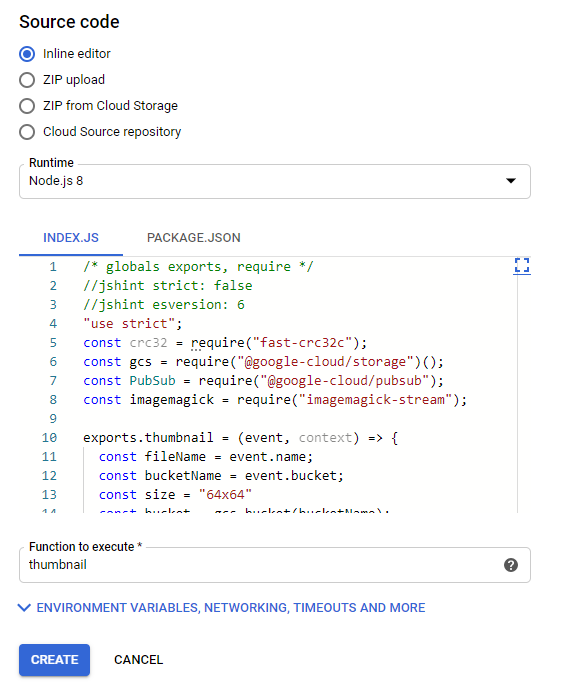 Source code
Inline editor
ZIP upload
ZIP from Cloud Storage
Cloud Source repository
Runtime
Node.js 8
INDEX.JS PACKAGE.JSON
1 /* globals exports, require */
2 //jshint strict: false
3 //jshint esversion: 6
4 "use strict";
5 const crc32 = require("fast-crc32c");
6 const gcs = require("@google-cloud/storage")();
7 const PubSub = require("@google-cloud/pubsub");
8 const imagemagick = require("imagemagick-stream");
9
10 exports.thumbnail = (event, context) => {
11 const fileName = event.name;
12 const bucketName = event.bucket;
13 const size = "64x64"
14 const bucket = gcs.bucket(bucketName);
Function to execute *
thumbnail
ENVIRONMENT VARIABLES, NETWORKING, TIMEOUTS AND MORE
CREATE CANCEL